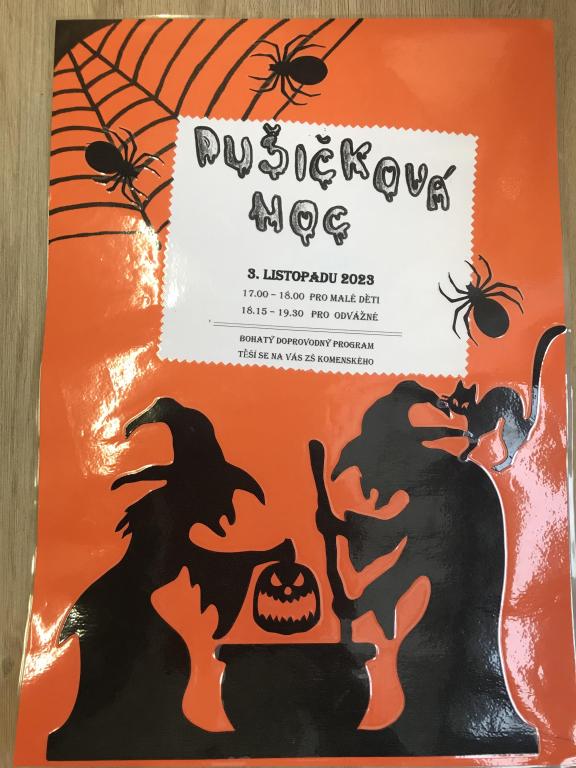 DUŠIČKOVÁ
NOC
3. LISTOPADU 2023
17.00 – 18.00 PRO MALÉ DĚTI
18.15 – 19.30 PRO ODVÁŽNÉ
BOHATÝ DOPROVODNÝ PROGRAM
TĚŠÍ SE NA VÁS ZŠ KOMENSKÉHO